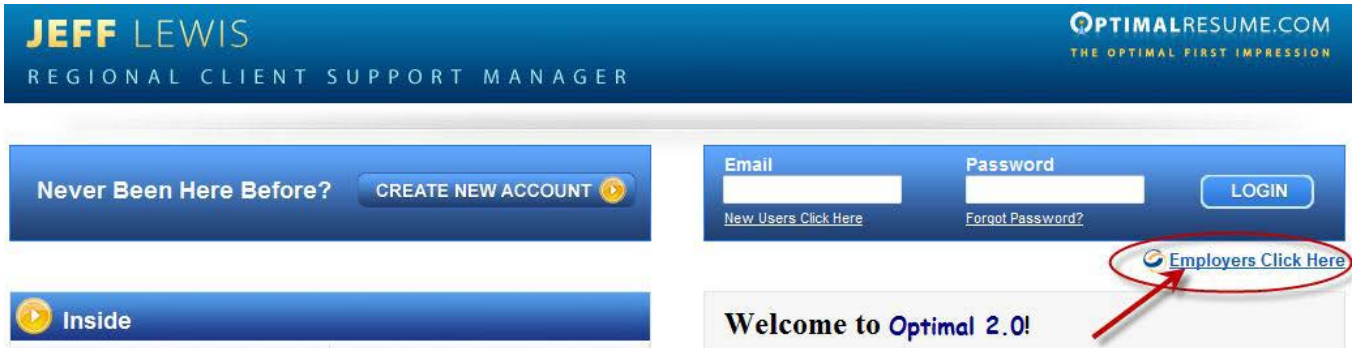 JEFF LEWIS
REGIONAL CLIENT SUPPORT MANAGER
OPTIMALRESUME.COM
THE OPTIMAL FIRST IMPRESSION
Never Been Here Before?
CREATE NEW ACCOUNT
Email
Password
LOGIN
New Users Click Here
Forgot Password?
Employers Click Here
Inside
Welcome to Optimal 2.0!